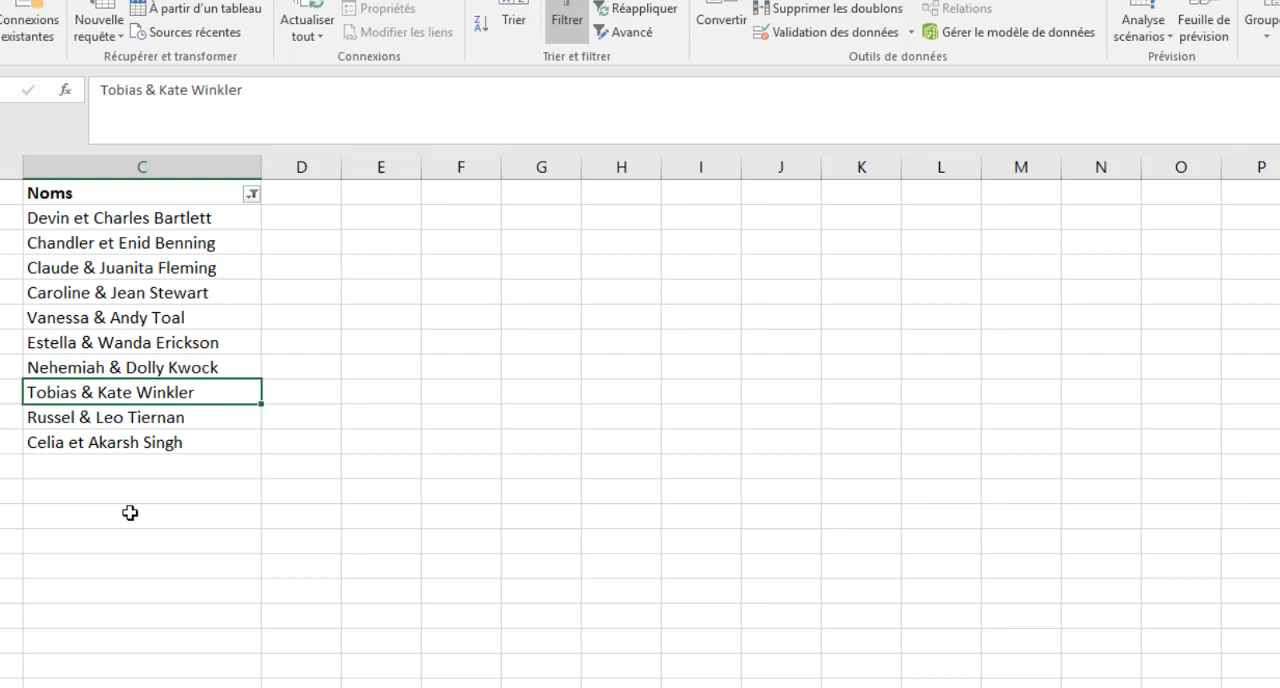 Connexions existantes
Nouvelle requête
À partir d'un tableau
Sources récentes
Récupérer et transformer
Actualiser tout
Propriétés
Modifier les liens
Connexions
Z A
Trier
Filtrer
Réappliquer
Avancé
Trier et filtrer
Convertir
Supprimer les doublons
Validation des données
Relations
Gérer le modèle de données
Outils de données
Analyse scénarios
Feuille de prévision
Prévision
Group
fx
Tobias & Kate Winkler
C D E F G H I J K L M N O P
Noms
Devin et Charles Bartlett
Chandler et Enid Benning
Claude & Juanita Fleming
Caroline & Jean Stewart
Vanessa & Andy Toal
Estella & Wanda Erickson
Nehemiah & Dolly Kwock
Tobias & Kate Winkler
Russel & Leo Tiernan
Celia et Akarsh Singh